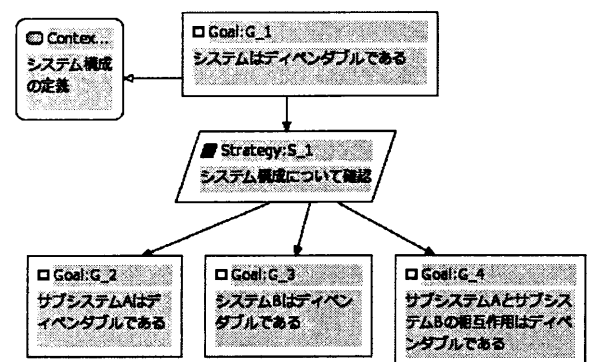 Contex...
システム構成
の定義
Goal:G_1
システムはディペンダブルである
Strategy:S_1
システム構成について確認
Goal:G_2
サブシステムAはデ
ィペンダブルである
Goal:G_3
システムBはディペン
ダブルである
Goal:G_4
サブシステムAとサブシス
テムBの相互作用はディペ
ンダブルである